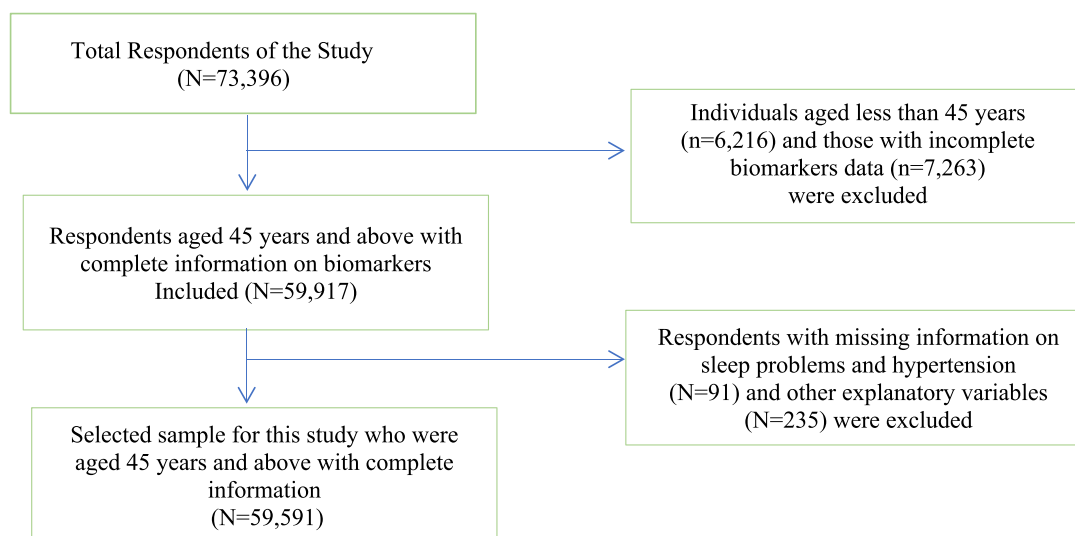 Total Respondents of the Study
(N=73,396)
Individuals aged less than 45 years
(n=6,216) and those with incomplete
biomarkers data (n=7,263)
were excluded
Respondents aged 45 years and above with
complete information on biomarkers
Included (N=59,917)
Respondents with missing information on
sleep problems and hypertension
(N=91) and other explanatory variables
(N=235) were excluded
Selected sample for this study who were
aged 45 years and above with complete
information
(N=59,591)